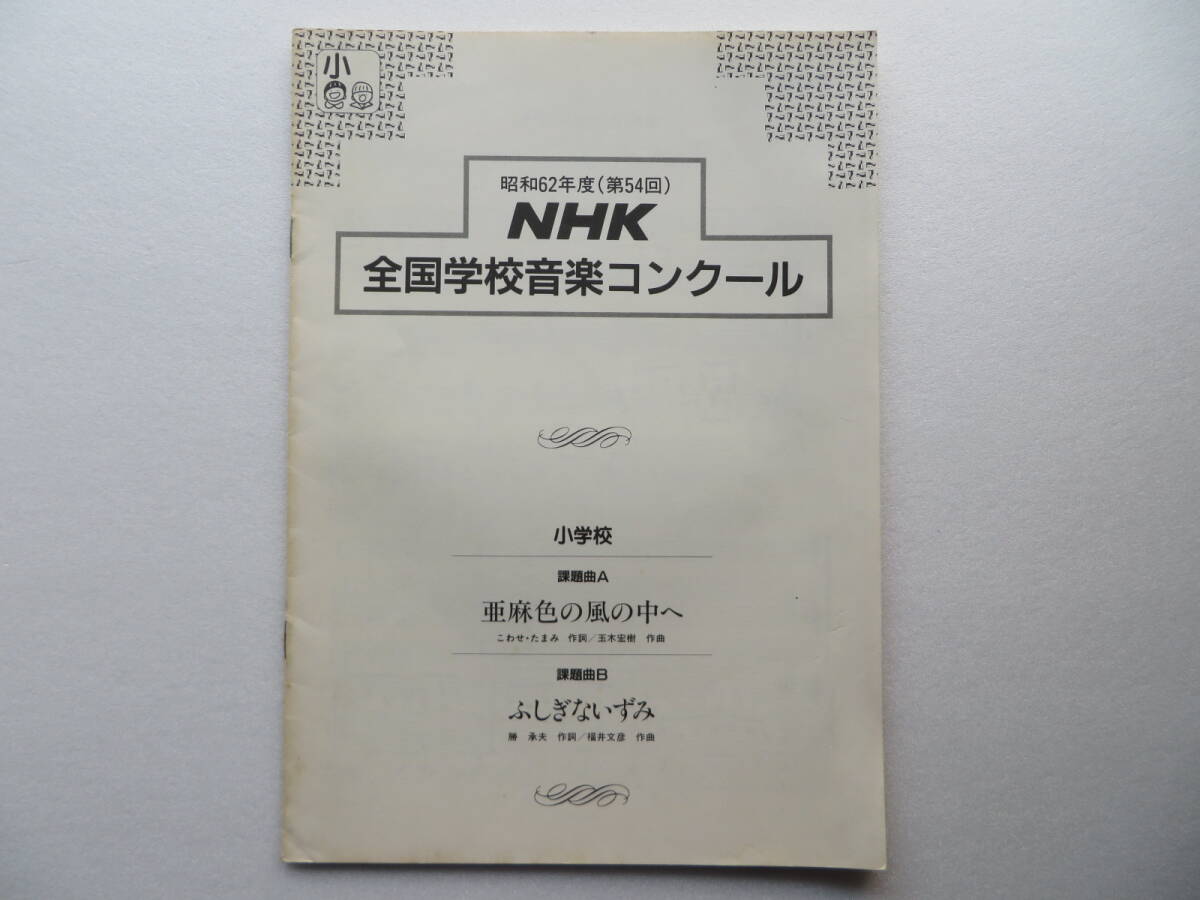 小
昭和62年度(第54回)
NHK
全国学校音楽コンクール
小学校
課題曲A
亜麻色の風の中へ
こわせ・たまみ 作詞/玉木宏樹 作曲
課題曲B
ふしぎないずみ
勝 承夫 作詞/福井文彦 作曲